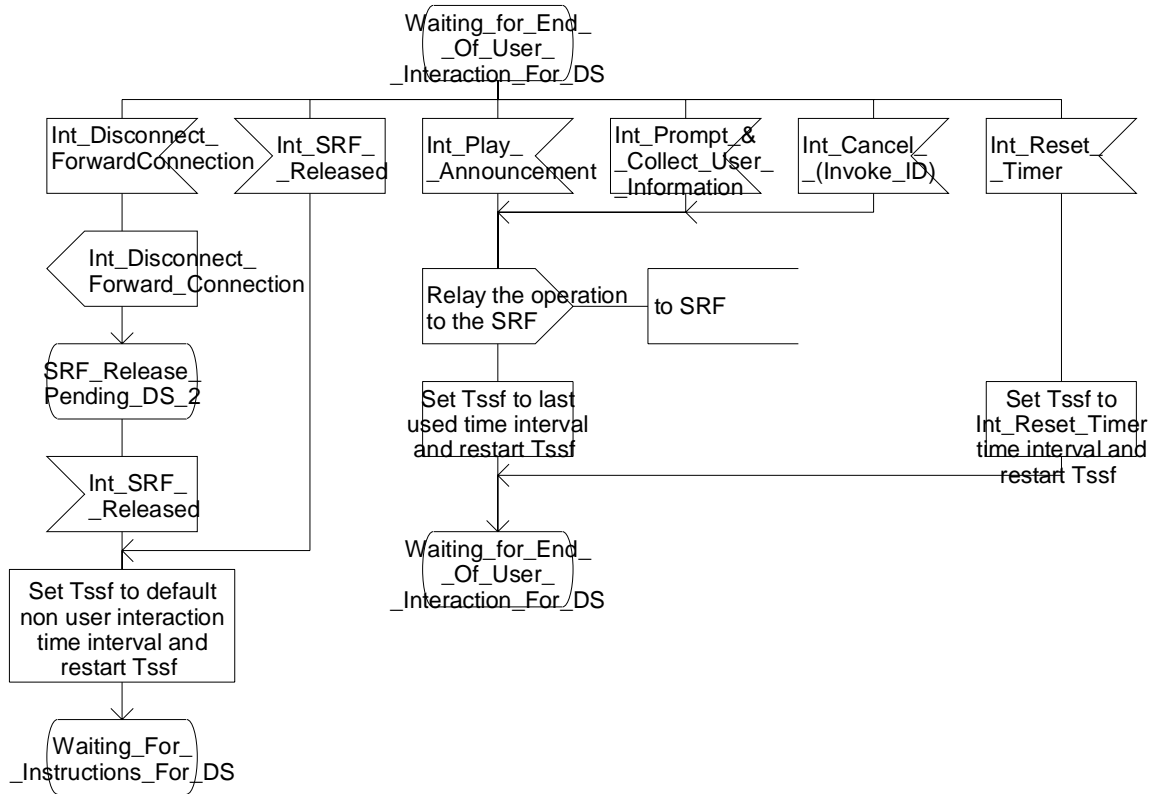 Waiting_for_End_
_Of_User_
_Interaction_For_DS
Int_Disconnect_
ForwardConnection
Int_SRF_
_Released
Int_Play_
_Announcement
Int_Prompt_&
_Collect_User_
_Information
Int_Cancel_
_(Invoke_ID)
Int_Reset_
_Timer
Int_Disconnect_
Forward_Connection
Relay the operation
to the SRF
to SRF
SRF_Release_
Pending_DS_2
Set Tssf to last
used time interval
and restart Tssf
Set Tssf to
Int_Reset_Timer
time interval and
restart Tssf
Int_SRF_
_Released
Waiting_for_End_
_Of_User_
_Interaction_For_DS
Set Tssf to default
non user interaction
time interval and
restart Tssf
Waiting_For_
_Instructions_For_DS